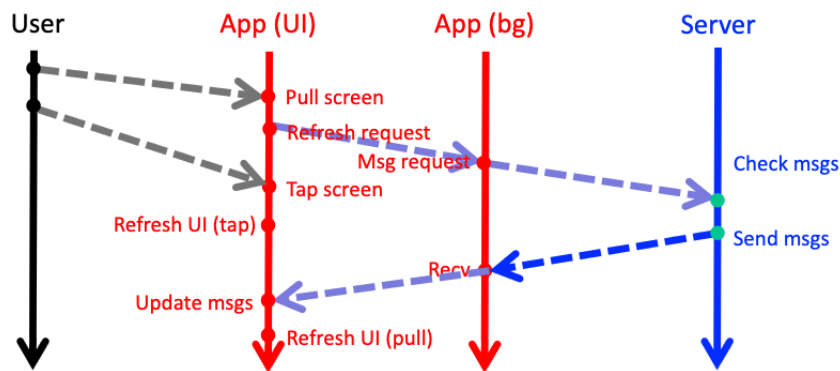 User
App (UI)
App (bg)
Server
Pull screen
Refresh request
Msg request
Check msgs
Tap screen
Refresh UI (tap)
Send msgs
Recv
Update msgs
Refresh UI (pull)